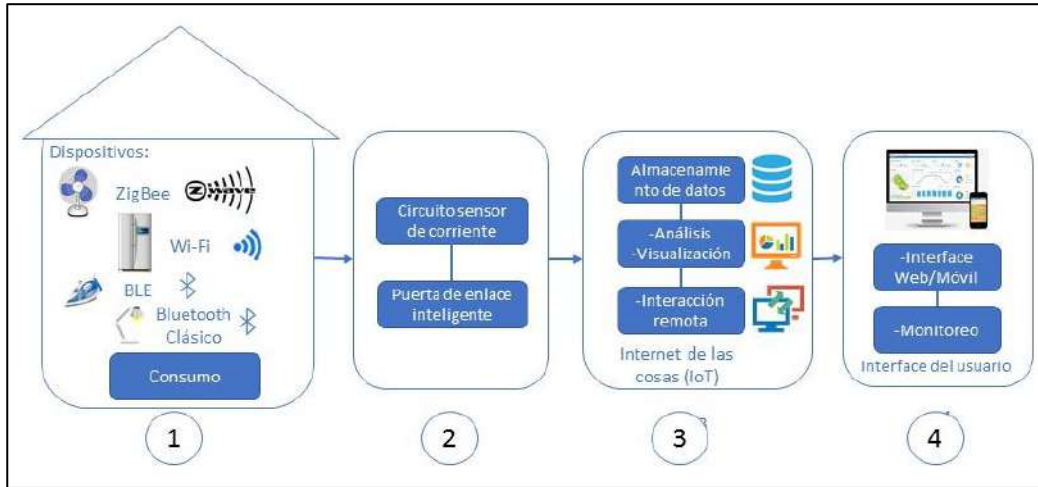 Dispositivos:
ZigBee
Z wave
Wi-Fi
BLE
Bluetooth
Clásico
Consumo
1
Circuito sensor
de corriente
Puerta de enlace
inteligente
2
Almacenamie
nto de datos
-Análisis
-Visualización
-Interacción
remota
Internet de las
cosas (IoT)
3
-Interface
Web/Móvil
-Monitoreo
Interface del usuario
4